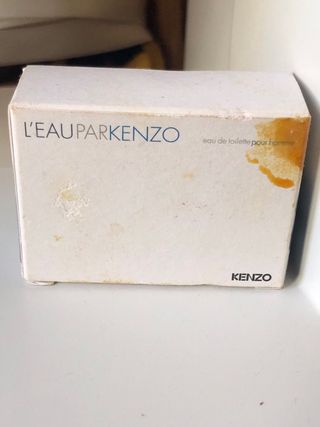 L'EAUPARKENZO
eau de toilette pour homme
KENZO